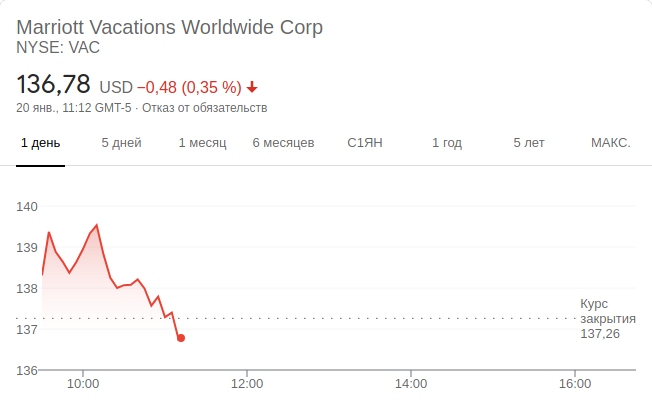 Marriott Vacations Worldwide Corp
NYSE: VAC
136,78 USD −0,48 (0,35 %)
20 янв., 11:12 GMT-5 · Отказ от обязательств
1 день 5 дней 1 месяц 6 месяцев С1ЯН 1 год 5 лет МАКС.
140
139
138
137
136
Курс
закрытия
137,26
10:00 12:00 14:00 16:00